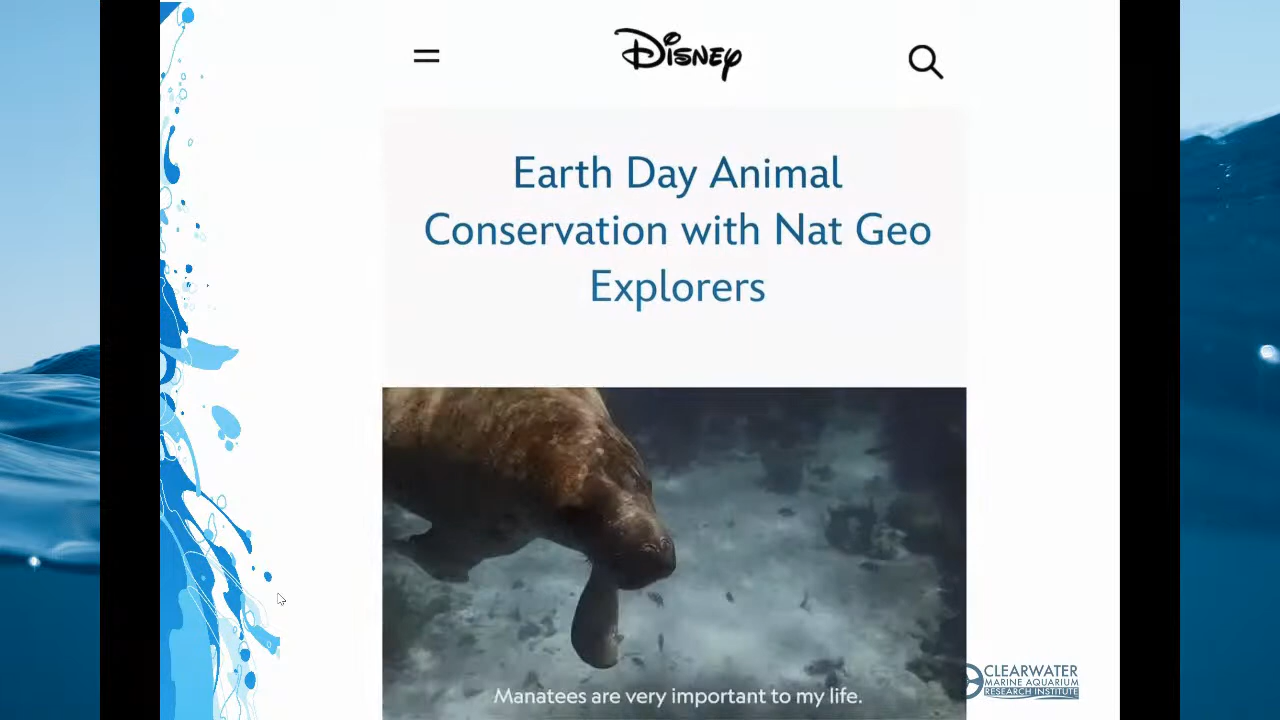 Disney
Earth Day Animal
Conservation with Nat Geo
Explorers
Manatees are very important to my life.
CLEARWATER
MARINE AQUARIUM
RESEARCH INSTITUTE